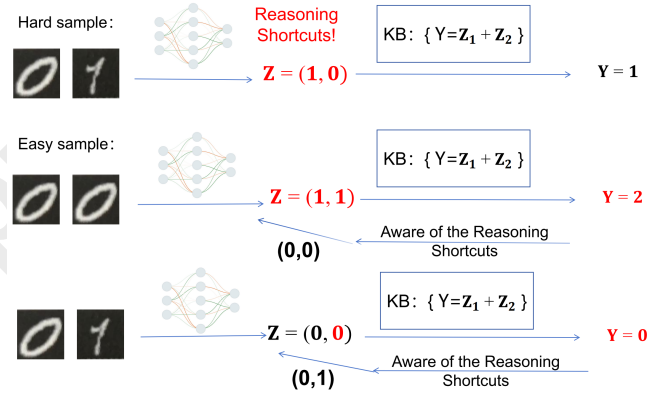 Hard sample:
Reasoning
Shortcuts!
KB: { Y=Z₁ + Z₂ }
Z = (1, 0)
Y = 1
Easy sample:
KB: { Y=Z₁ + Z₂ }
Z = (1, 1)
Y = 2
Aware of the Reasoning
Shortcuts
(0,0)
KB: { Y=Z₁ + Z₂ }
Z = (0, 0)
Y = 0
Aware of the Reasoning
Shortcuts
(0,1)